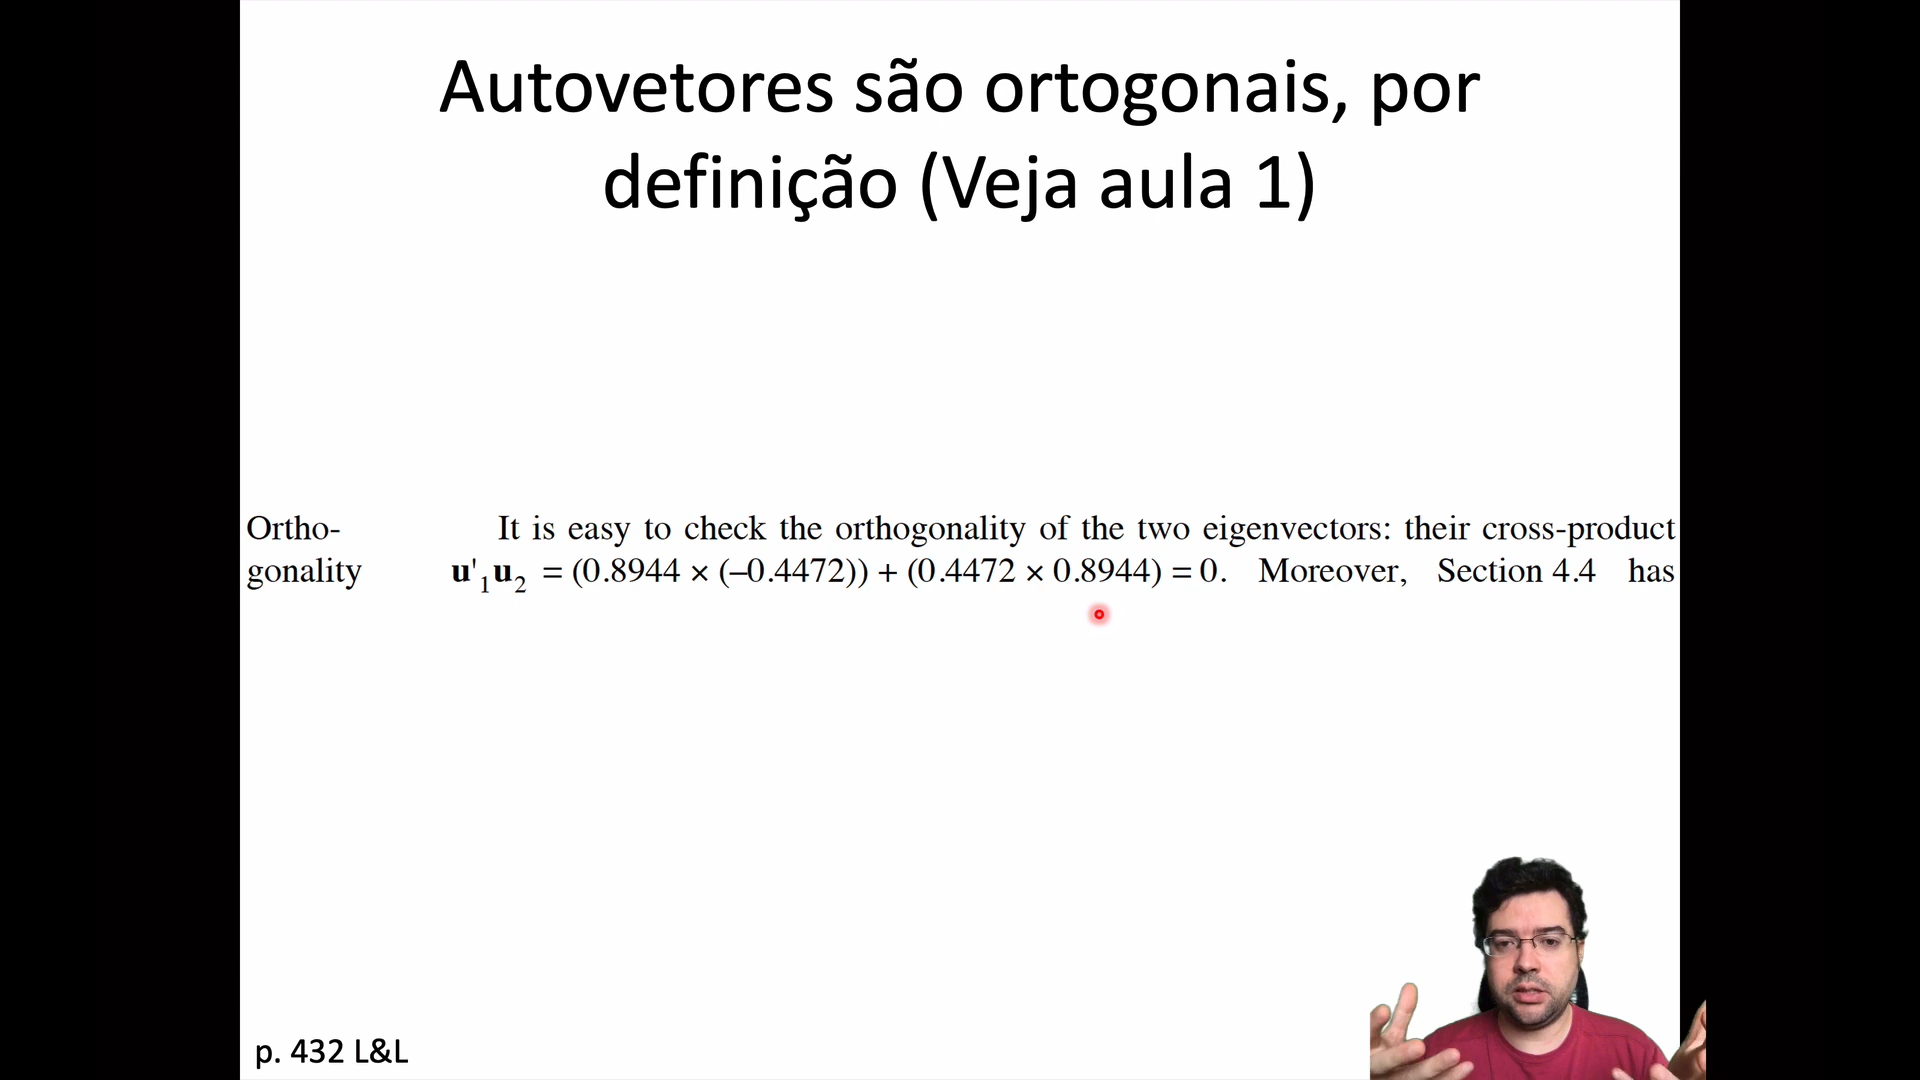 Autovetores são ortogonais, por
definição (Veja aula 1)
Ortho- It is easy to check the orthogonality of the two eigenvectors: their cross-product
gonality u'1u2 = (0.8944 × (–0.4472)) + (0.4472 × 0.8944) = 0. Moreover, Section 4.4 has
p. 432 L&L